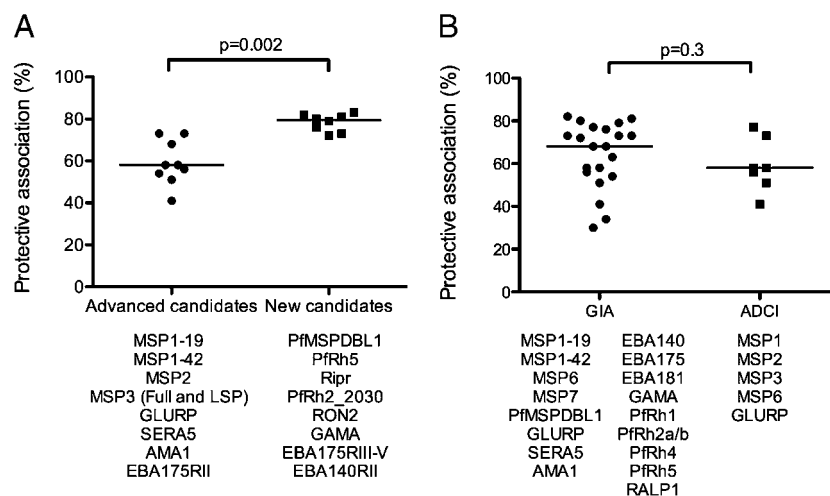 A
p=0.002
Protective association (%)
100
80
60
40
20
0
Advanced candidates
New candidates
MSP1-19
MSP1-42
MSP2
MSP3 (Full and LSP)
GLURP
SERA5
AMA1
EBA175RII
PfMSPDBL1
PfRh5
Ripr
PfRh2_2030
RON2
GAMA
EBA175RIII-V
EBA140RII
B
p=0.3
Protective association (%)
100
80
60
40
20
0
GIA
ADCI
MSP1-19
MSP1-42
MSP6
MSP7
PfMSPDBL1
GLURP
SERA5
AMA1
EBA140
EBA175
EBA181
GAMA
PfRh1
PfRh2a/b
PfRh4
PfRh5
RALP1
MSP1
MSP2
MSP3
MSP6
GLURP